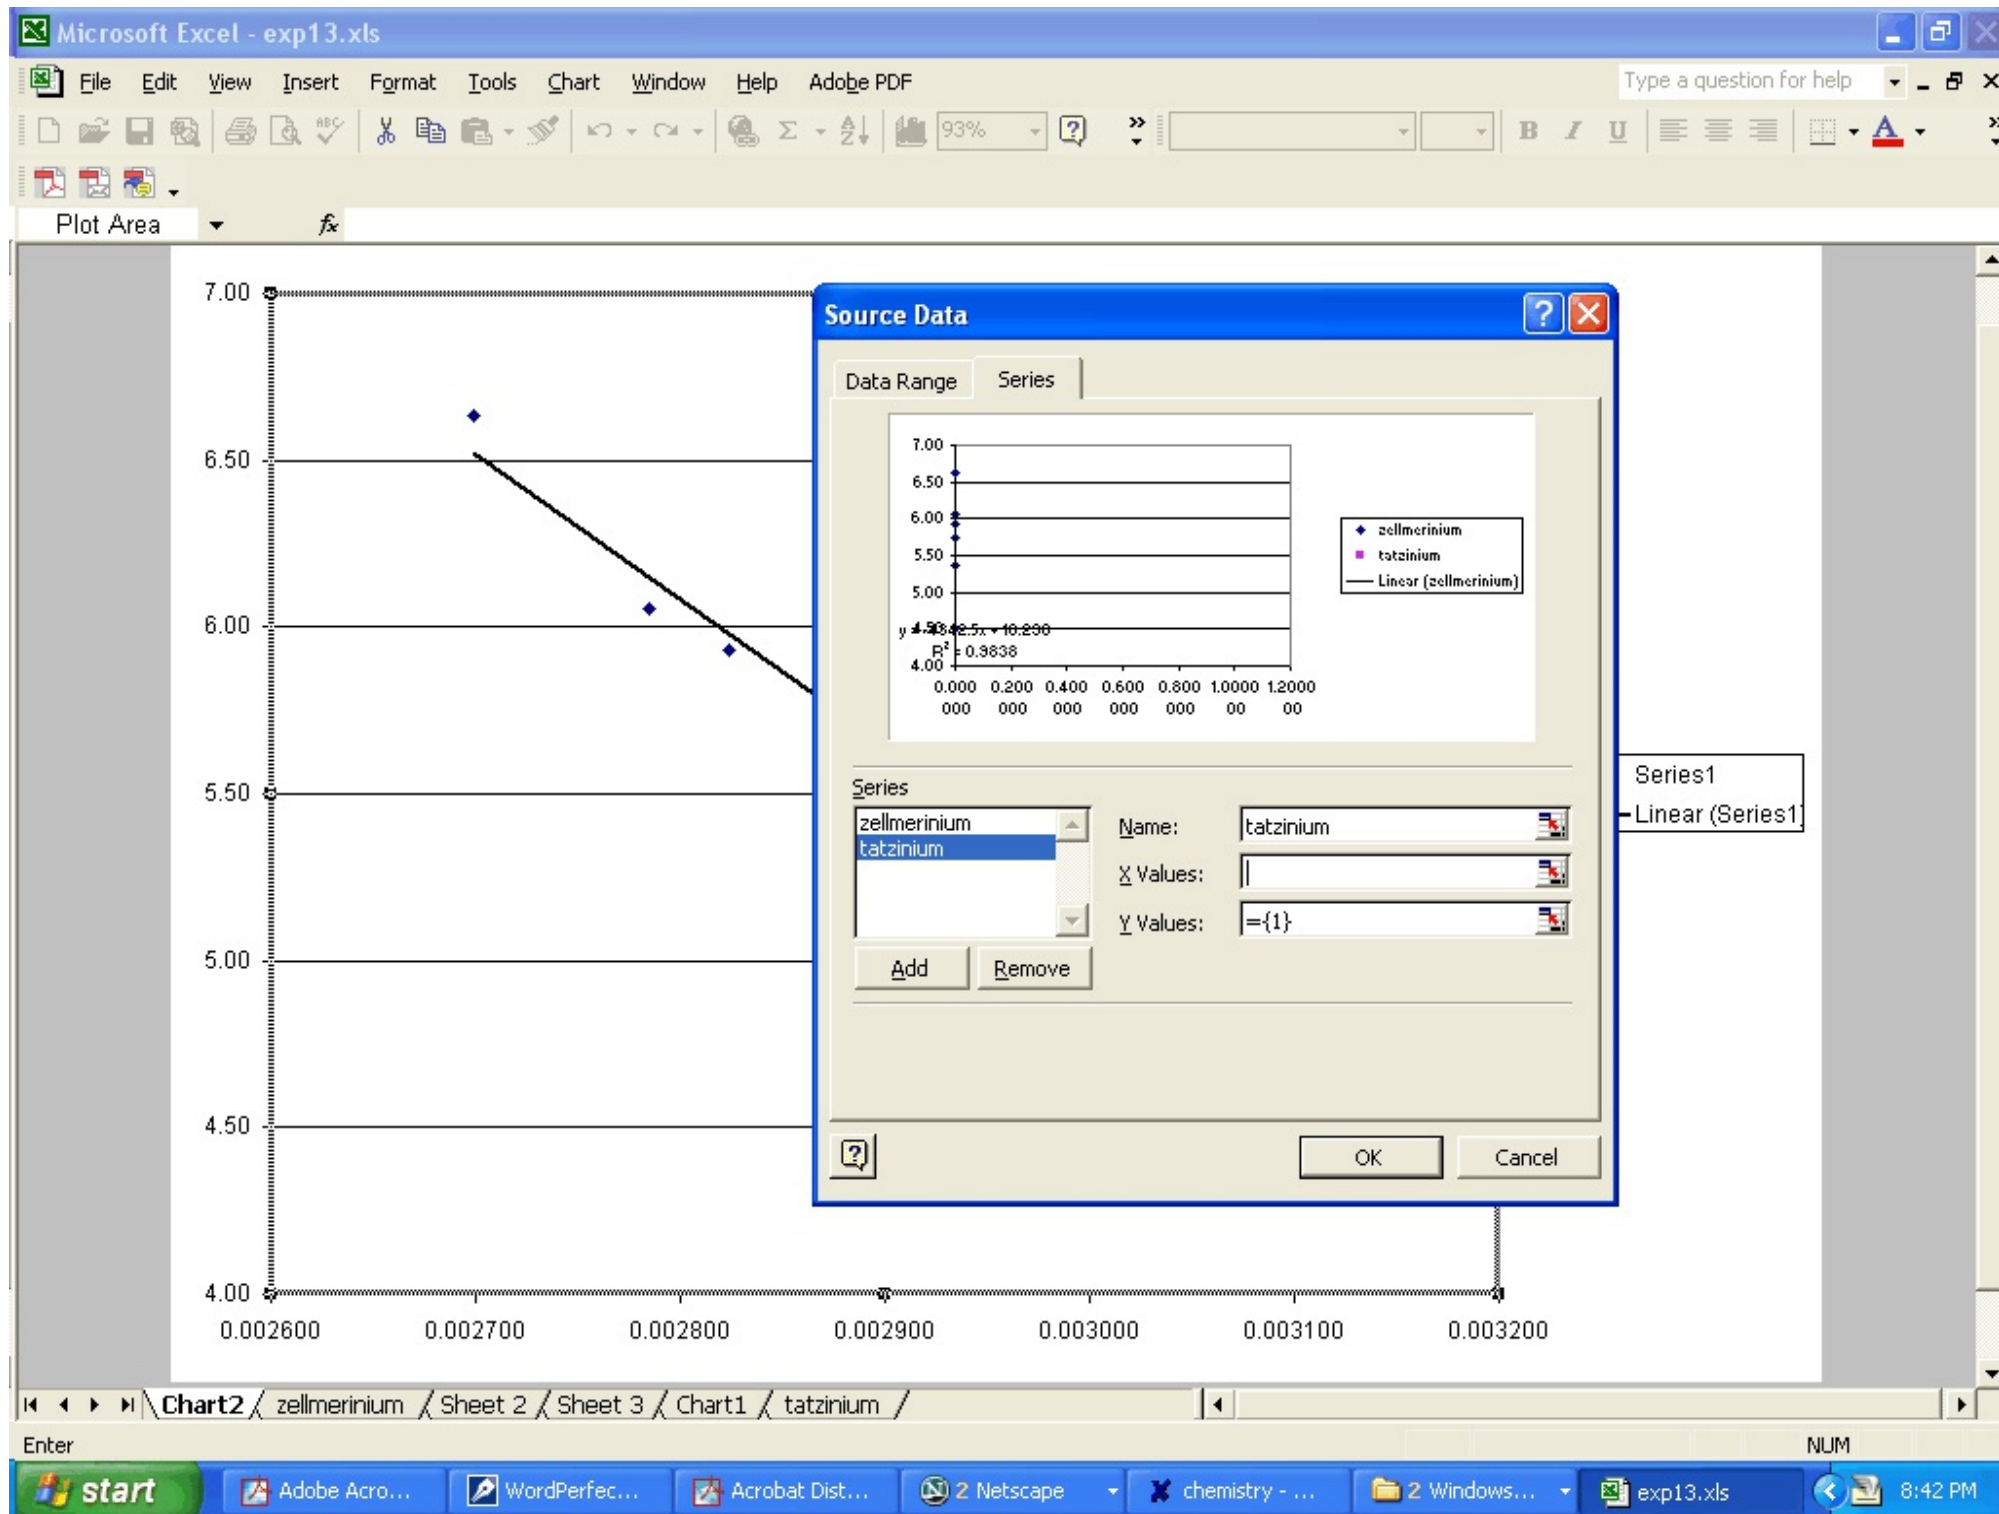 Microsoft Excel - exp13.xls
File Edit View Insert Format Tools Chart Window Help Adobe PDF Type a question for help
93% B I U A
Plot Area fx
7.00
6.50
6.00
5.50
5.00
4.50
4.00
0.002600 0.002700 0.002800 0.002900 0.003000 0.003100 0.003200
Series1
Linear (Series1)
Source Data
Data Range Series
7.00
6.50
6.00
5.50
5.00
4.50
R² = 0.9838
4.00
0.000 0.200 0.400 0.600 0.800 1.0000 1.2000
000 000 000 000 000 00 00
zellmerinium
tatzinium
Linear (zellmerinium)
Series
zellmerinium
tatzinium
Name: tatzinium
X Values:
Y Values: ={1}
Add Remove
OK Cancel
Chart2 zellmerinium Sheet 2 Sheet 3 Chart1 tatzinium
Enter NUM
start Adobe Acro... WordPerfec... Acrobat Dist... 2 Netscape chemistry - ... 2 Windows... exp13.xls 8:42 PM